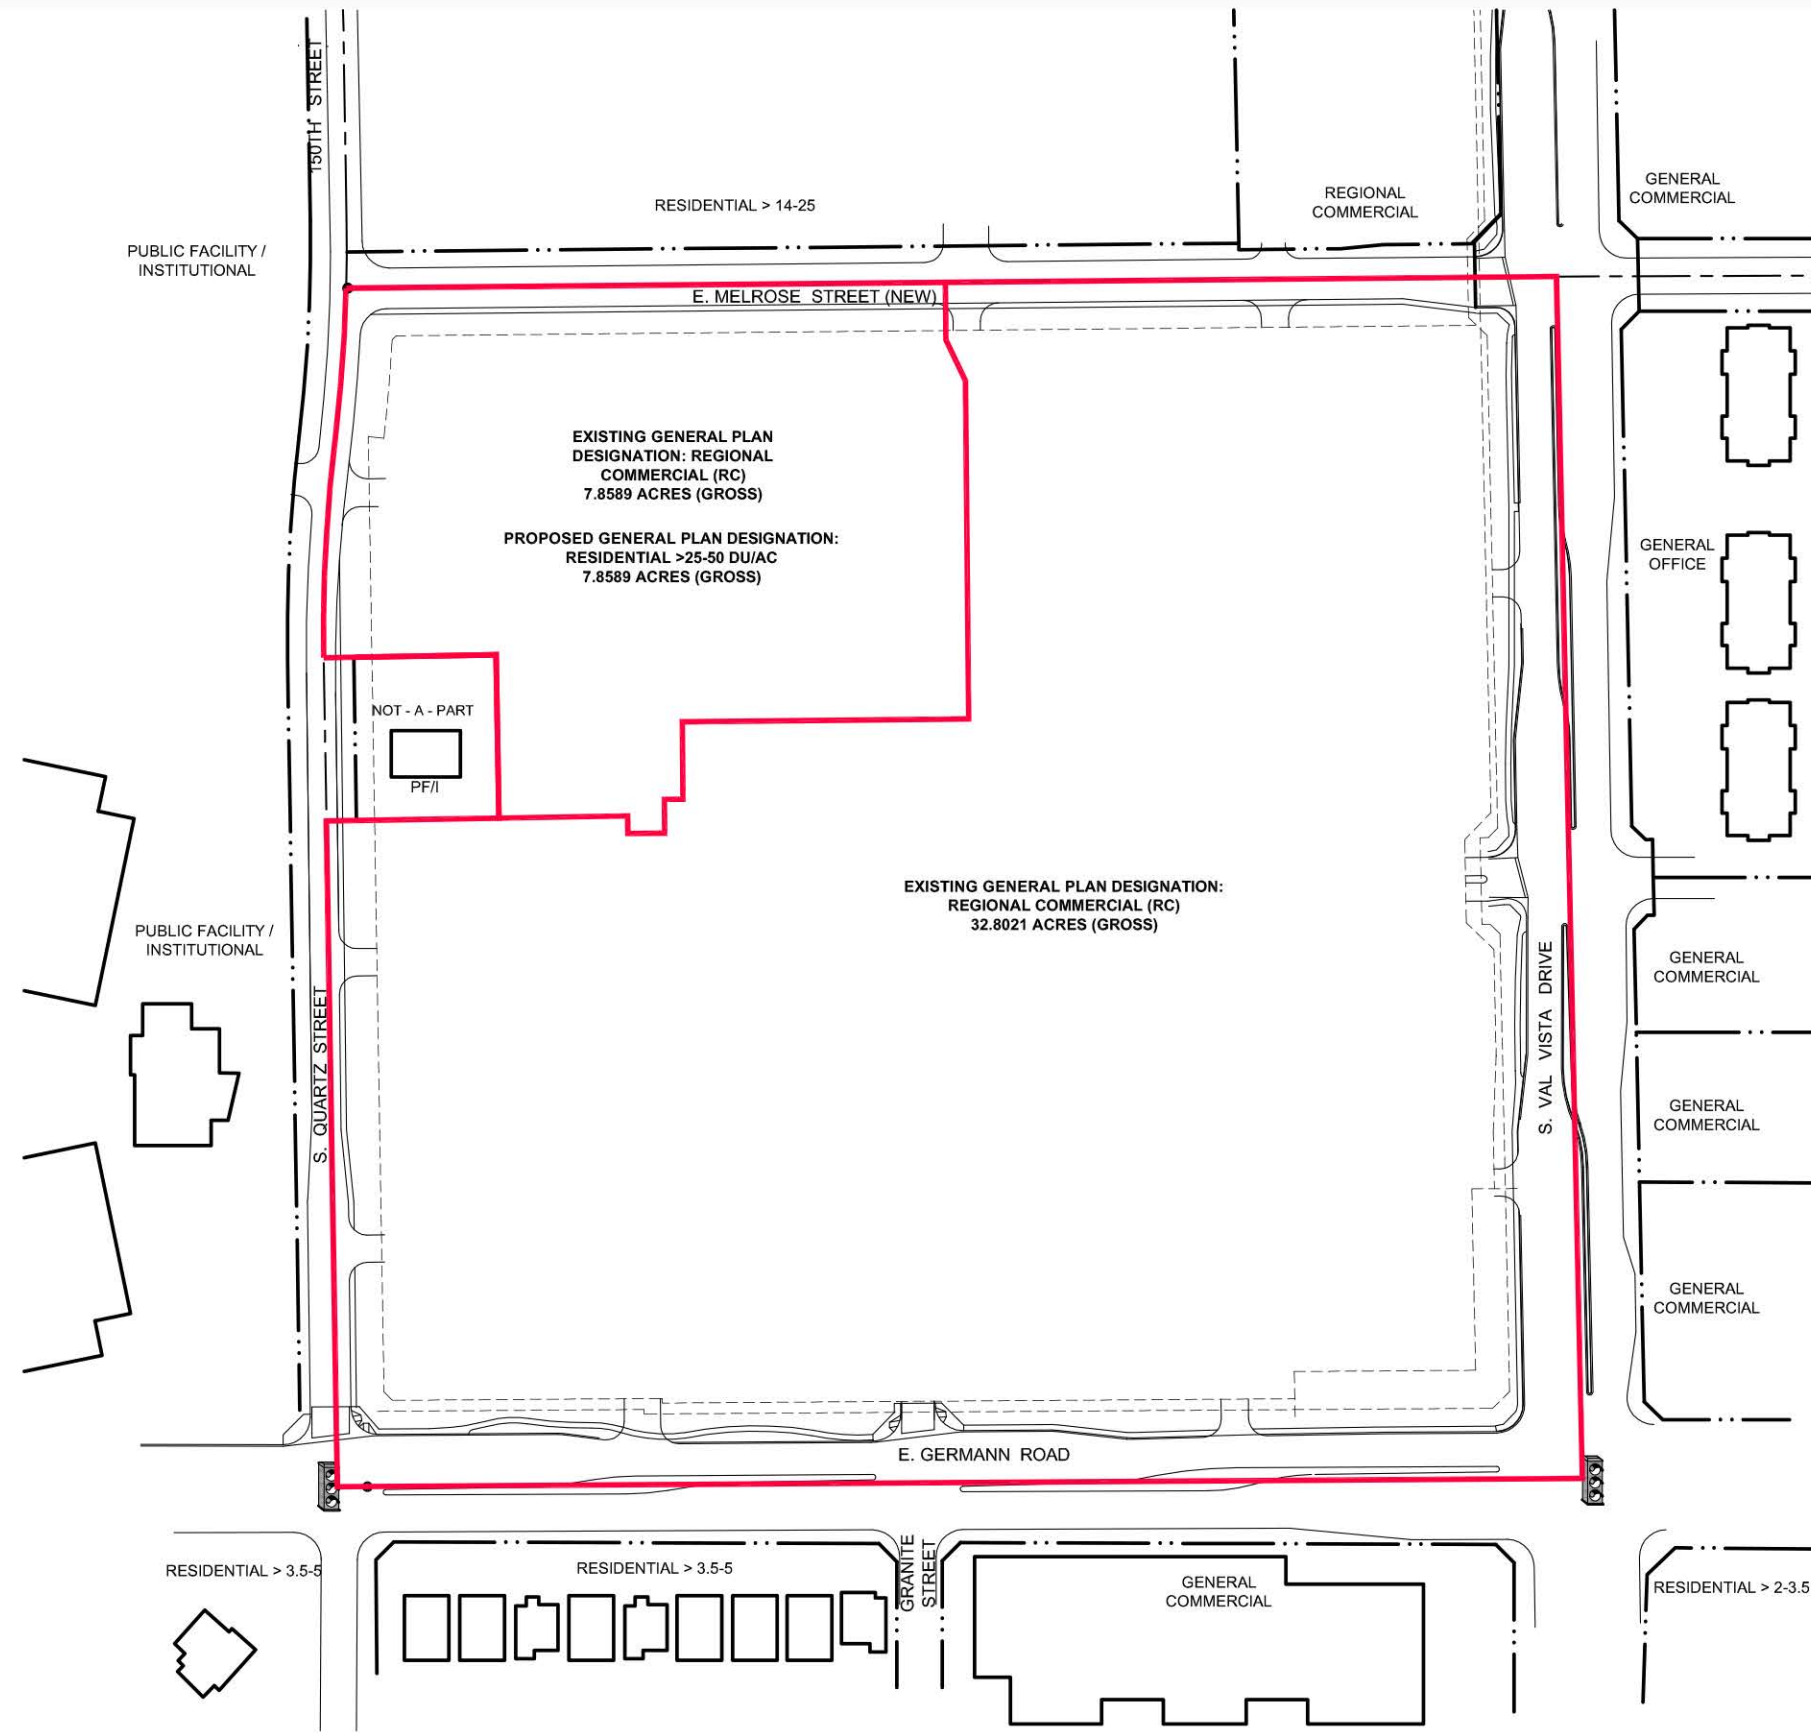 150TH STREET
RESIDENTIAL > 14-25
REGIONAL
COMMERCIAL
GENERAL
COMMERCIAL
PUBLIC FACILITY /
INSTITUTIONAL
E. MELROSE STREET (NEW)
EXISTING GENERAL PLAN
DESIGNATION: REGIONAL
COMMERCIAL (RC)
7.8589 ACRES (GROSS)
PROPOSED GENERAL PLAN DESIGNATION:
RESIDENTIAL >25-50 DU/AC
7.8589 ACRES (GROSS)
GENERAL
OFFICE
NOT - A - PART
PF/I
EXISTING GENERAL PLAN DESIGNATION:
REGIONAL COMMERCIAL (RC)
32.8021 ACRES (GROSS)
PUBLIC FACILITY /
INSTITUTIONAL
S. QUARTZ STREET
S. VAL VISTA DRIVE
GENERAL
COMMERCIAL
GENERAL
COMMERCIAL
GENERAL
COMMERCIAL
E. GERMANN ROAD
RESIDENTIAL > 3.5-5
RESIDENTIAL > 3.5-5
GRANITE
STREET
GENERAL
COMMERCIAL
RESIDENTIAL > 2-3.5